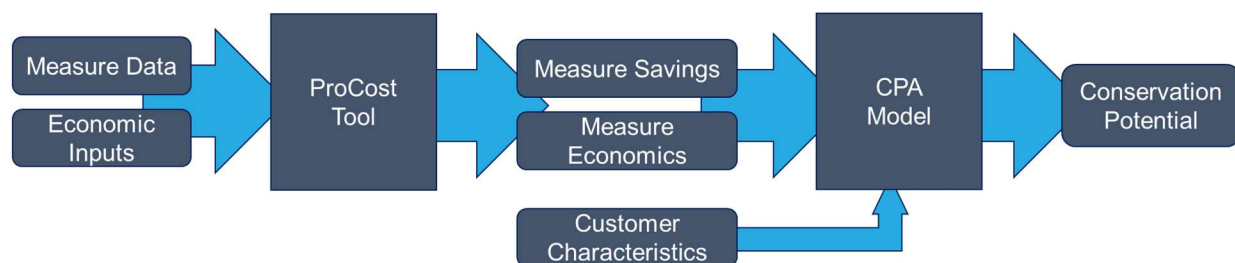 Measure Data
Economic
Inputs
ProCost
Tool
Measure Savings
Measure
Economics
Customer
Characteristics
CPA
Model
Conservation
Potential